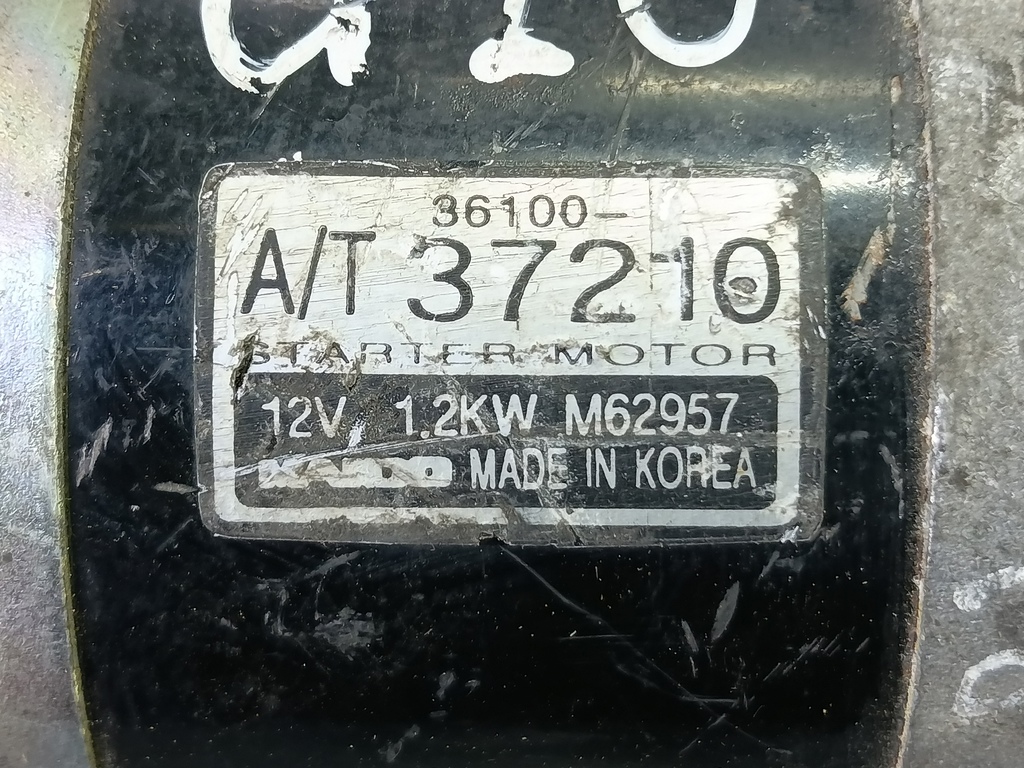 36100-
A/T 37210
STARTER MOTOR
12V 1.2KW M62957
MADE IN KOREA